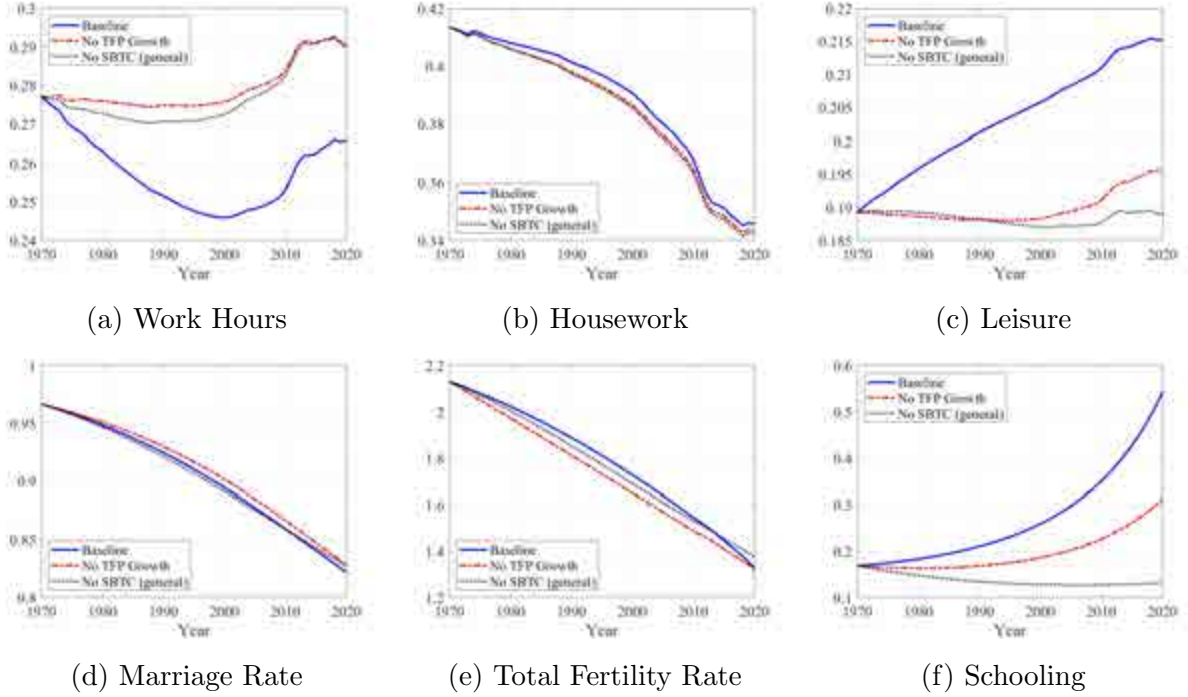 0.3
0.29
0.28
0.27
0.26
0.25
0.24
Baseline
No TFP Growth
No SBTC (general)
1970 1980 1990 2000 2010 2020
Year
(a) Work Hours
0.42
0.4
0.38
0.36
0.34
Baseline
No TFP Growth
No SBTC (general)
1970 1980 1990 2000 2010 2020
Year
(b) Housework
0.22
0.215
0.21
0.205
0.2
0.195
0.19
0.185
Baseline
No TFP Growth
No SBTC (general)
1970 1980 1990 2000 2010 2020
Year
(c) Leisure
1
0.95
0.9
0.85
0.8
Baseline
No TFP Growth
No SBTC (general)
1970 1980 1990 2000 2010 2020
Year
(d) Marriage Rate
2.2
2
1.8
1.6
1.4
1.2
Baseline
No TFP Growth
No SBTC (general)
1970 1980 1990 2000 2010 2020
Year
(e) Total Fertility Rate
0.6
0.5
0.4
0.3
0.2
0.1
Baseline
No TFP Growth
No SBTC (general)
1970 1980 1990 2000 2010 2020
Year
(f) Schooling